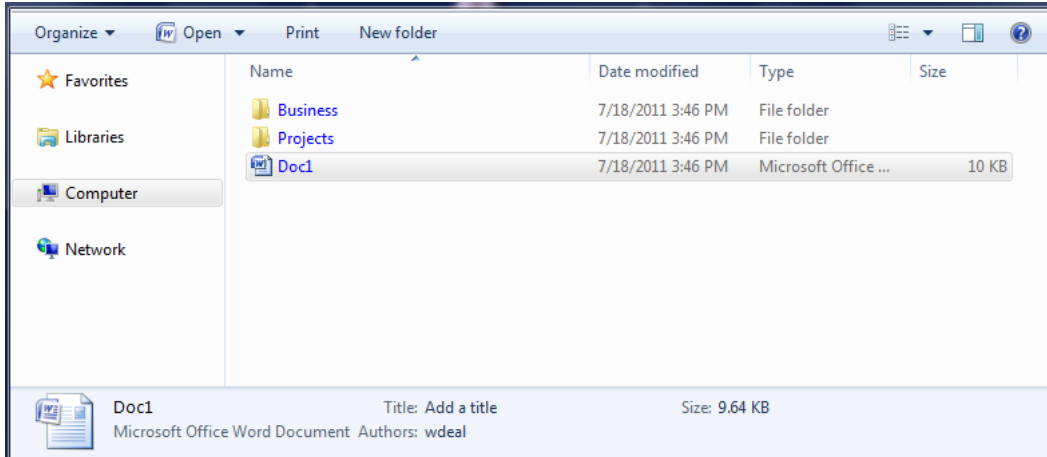 Organize Open Print New folder
Favorites
Libraries
Computer
Network
Name Date modified Type Size
Business 7/18/2011 3:46 PM File folder
Projects 7/18/2011 3:46 PM File folder
Doc1 7/18/2011 3:46 PM Microsoft Office ... 10 KB
Doc1 Title: Add a title Size: 9.64 KB
Microsoft Office Word Document Authors: wdeal